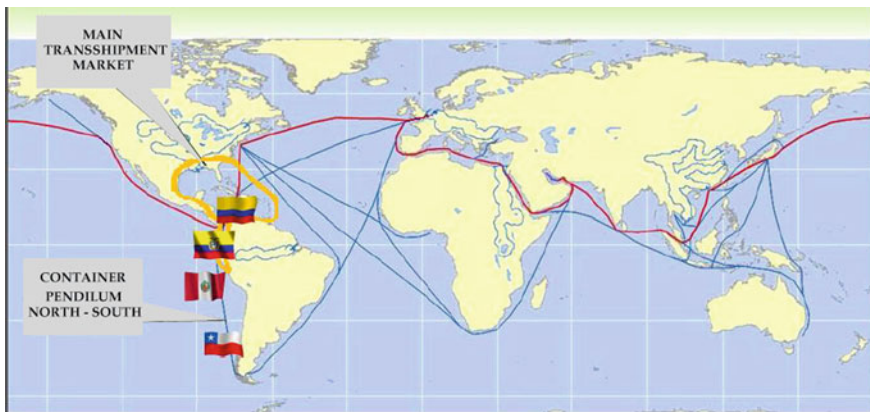 MAIN
TRANSSHIPMENT
MARKET
CONTAINER
PENDILUM
NORTH - SOUTH